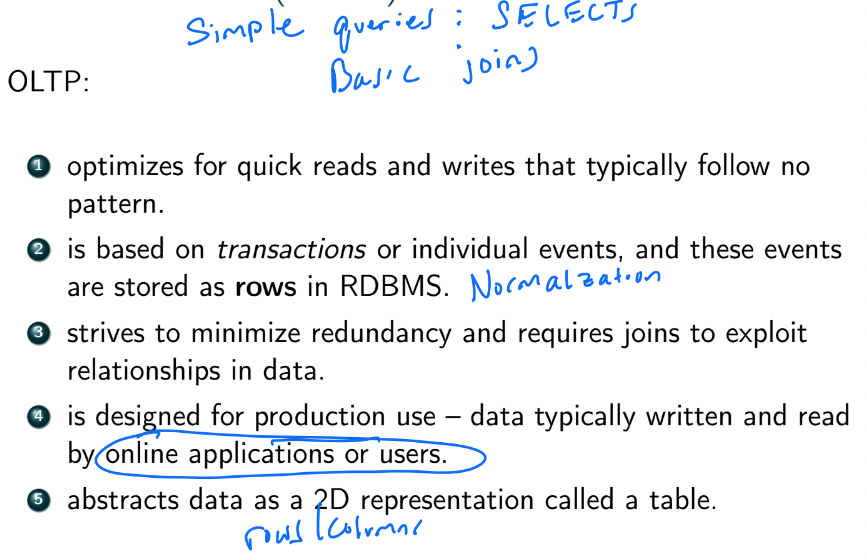 Simple queries : SELECTS
Basic joins
OLTP:
1 optimizes for quick reads and writes that typically follow no
pattern.
2 is based on transactions or individual events, and these events
are stored as rows in RDBMS. Normalzation
3 strives to minimize redundancy and requires joins to exploit
relationships in data.
4 is designed for production use – data typically written and read
by online applications or users.
5 abstracts data as a 2D representation called a table.
rows | columns